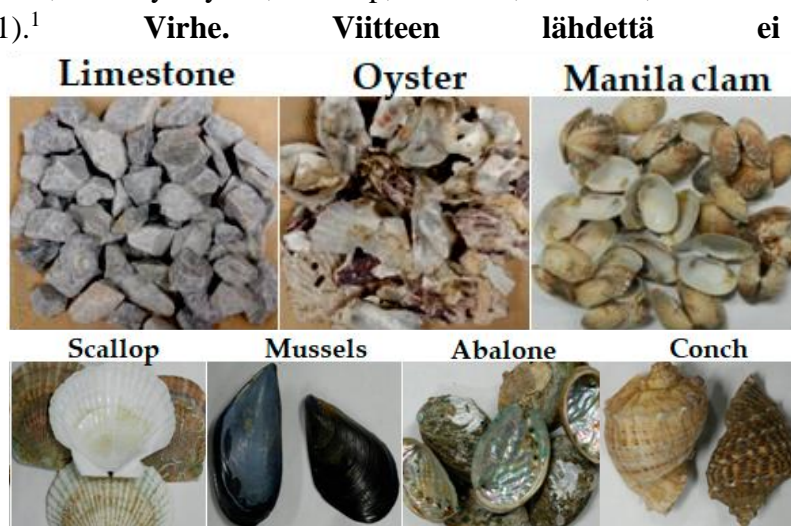 1).¹ Virhe. Viitteen lähdettä ei
Limestone Oyster Manila clam
Scallop Mussels Abalone Conch